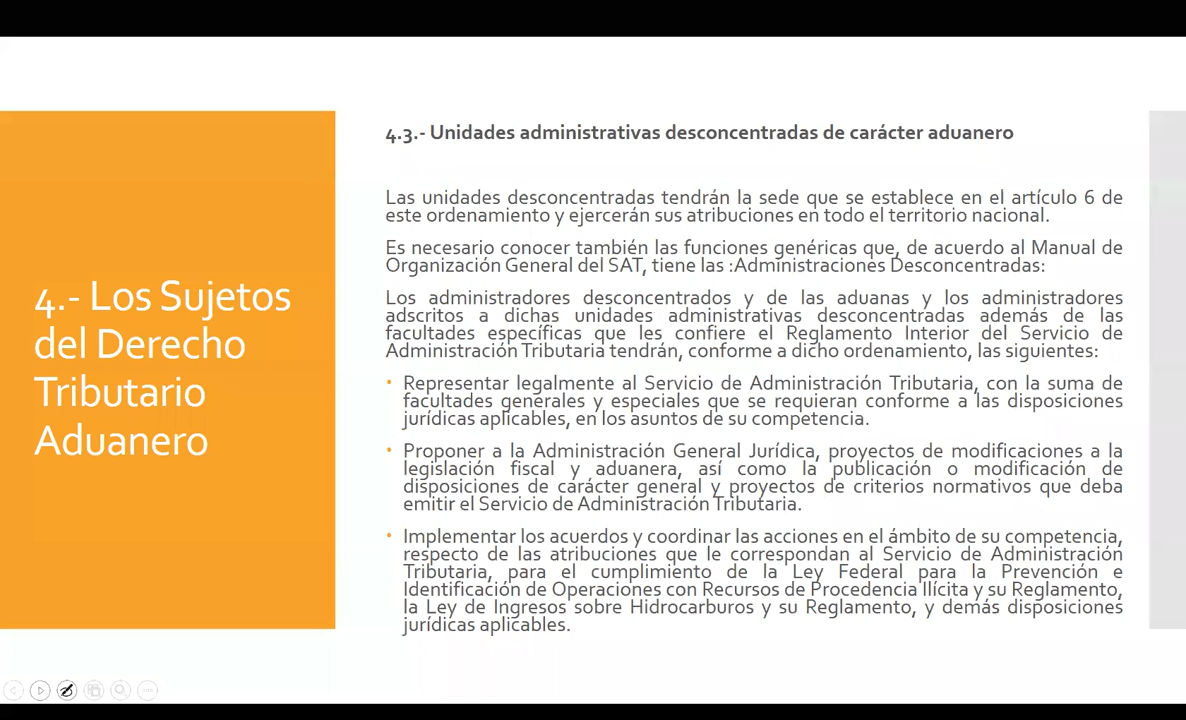 4.- Los Sujetos
del Derecho
Tributario
Aduanero
4.3.- Unidades administrativas desconcentradas de carácter aduanero
Las unidades desconcentradas tendrán la sede que se establece en el artículo 6 de
este ordenamiento y ejercerán sus atribuciones en todo el territorio nacional.
Es necesario conocer también las funciones genéricas que, de acuerdo al Manual de
Organización General del SAT, tiene las :Administraciones Desconcentradas:
Los administradores desconcentrados y de las aduanas y los administradores
adscritos a dichas unidades administrativas desconcentradas además de las
facultades específicas que les confiere el Reglamento Interior del Servicio de
Administración Tributaria tendrán, conforme a dicho ordenamiento, las siguientes:
• Representar legalmente al Servicio de Administración Tributaria, con la suma de
facultades generales y especiales que se requieran conforme a las disposiciones
jurídicas aplicables, en los asuntos de su competencia.
• Proponer a la Administración General Jurídica, proyectos de modificaciones a la
legislación fiscal y aduanera, así como la publicación o modificación de
disposiciones de carácter general y proyectos de criterios normativos que deba
emitir el Servicio de Administración Tributaria.
• Implementar los acuerdos y coordinar las acciones en el ámbito de su competencia,
respecto de las atribuciones que le correspondan al Servicio de Administración
Tributaria, para el cumplimiento de la Ley Federal para la Prevención e
Identificación de Operaciones con Recursos de Procedencia Ilícita y su Reglamento,
la Ley de Ingresos sobre Hidrocarburos y su Reglamento, y demás disposiciones
jurídicas aplicables.